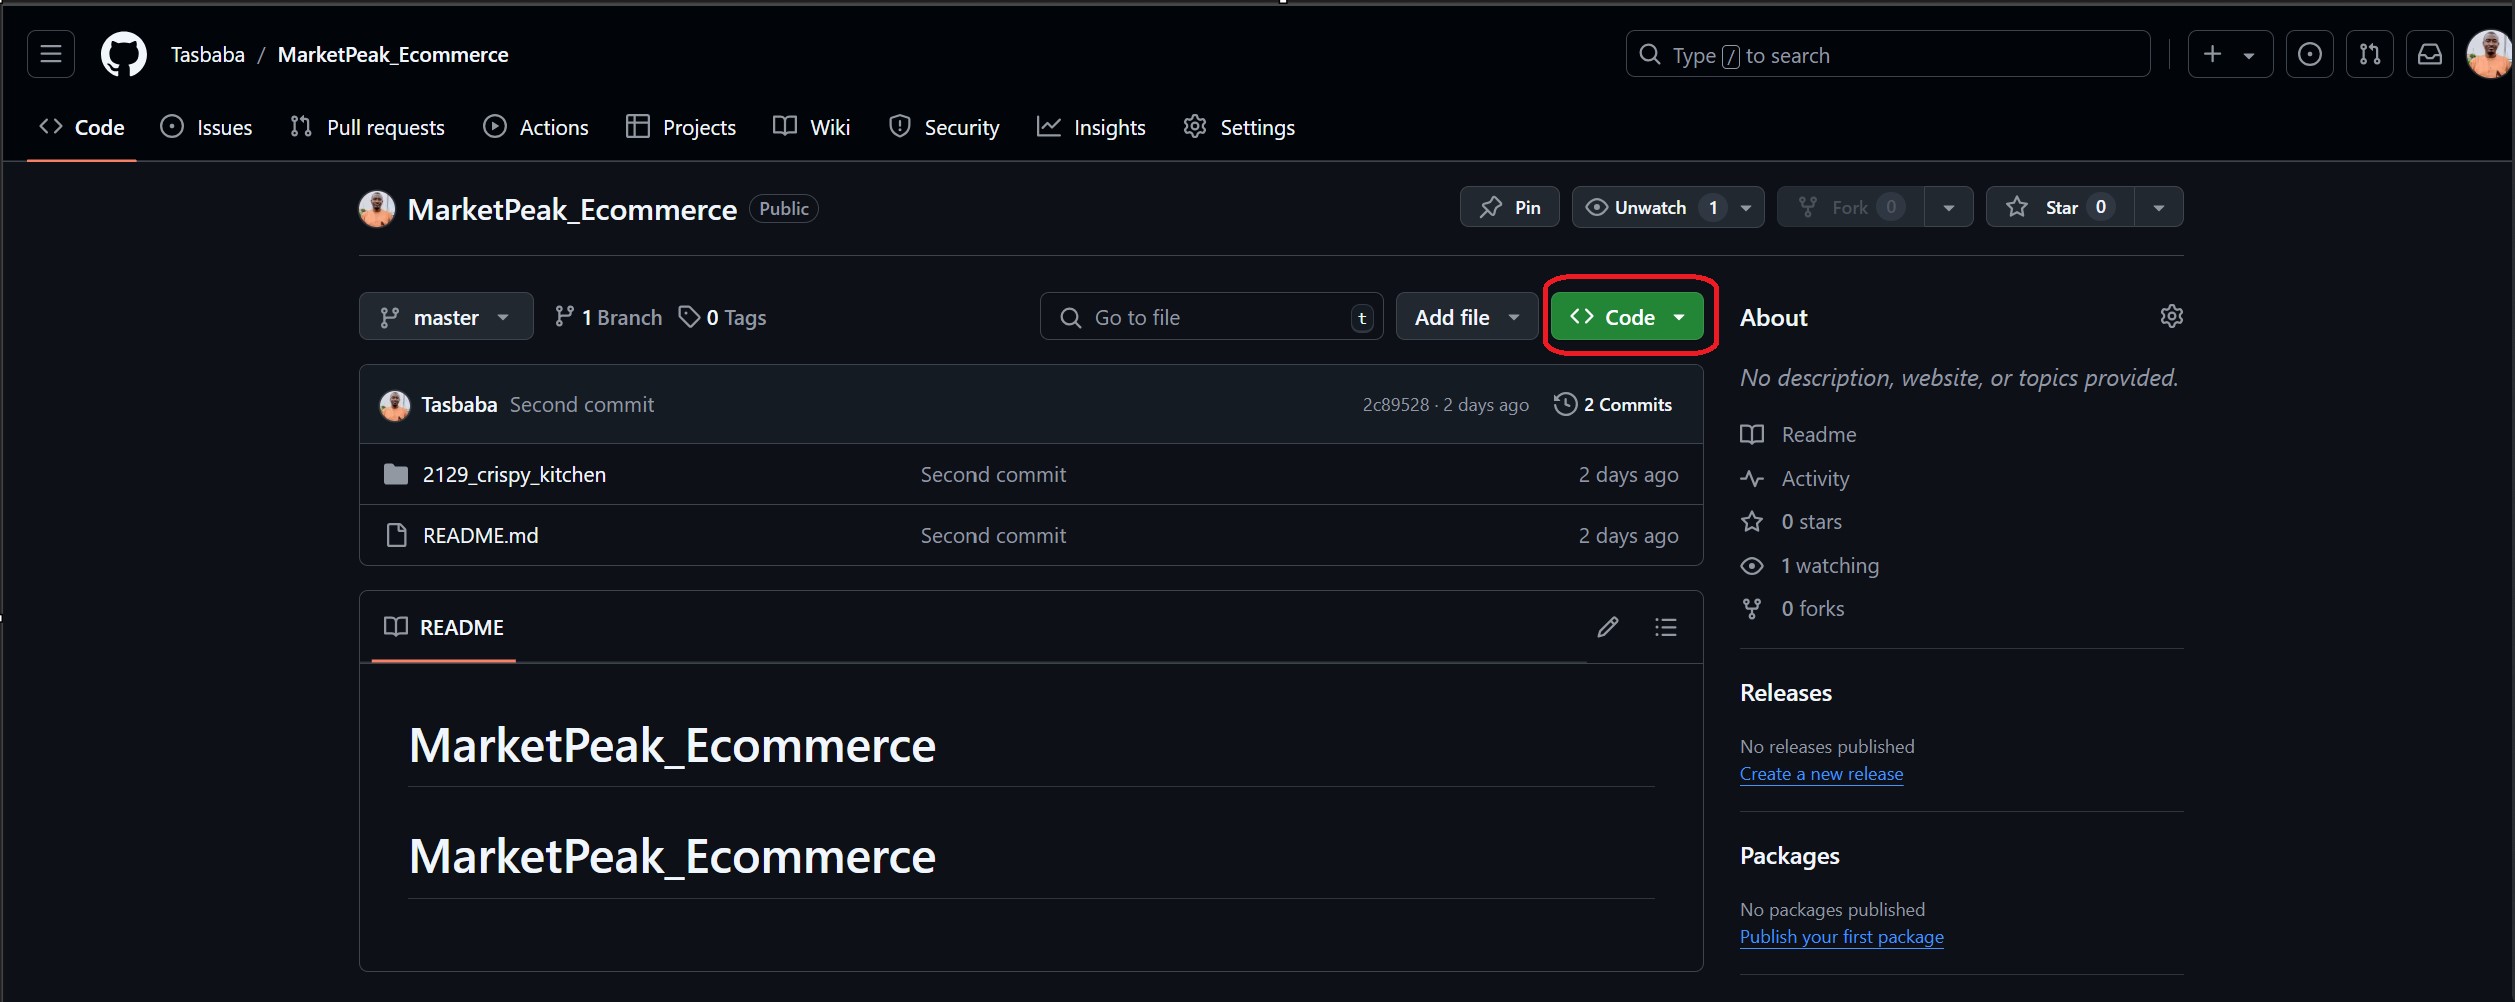 Tasbaba / MarketPeak_Ecommerce
Type / to search
Code
Issues
Pull requests
Actions
Projects
Wiki
Security
Insights
Settings
MarketPeak_Ecommerce Public
Pin
Unwatch 1
Fork 0
Star 0
master
1 Branch
0 Tags
Go to file t
Add file
Code
Tasbaba Second commit 2c89528 · 2 days ago 2 Commits
2129_crispy_kitchen Second commit 2 days ago
README.md Second commit 2 days ago
README
MarketPeak_Ecommerce
MarketPeak_Ecommerce
About
No description, website, or topics provided.
Readme
Activity
0 stars
1 watching
0 forks
Releases
No releases published
Create a new release
Packages
No packages published
Publish your first package